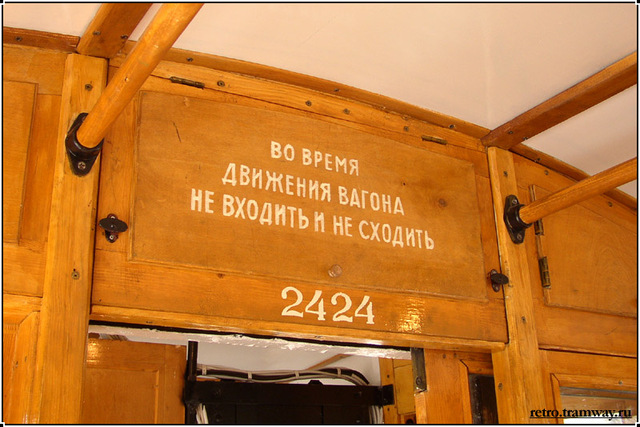 ВО ВРЕМЯ
ДВИЖЕНИЯ ВАГОНА
НЕ ВХОДИТЬ И НЕ СХОДИТЬ
2424
retro.tramway.ru